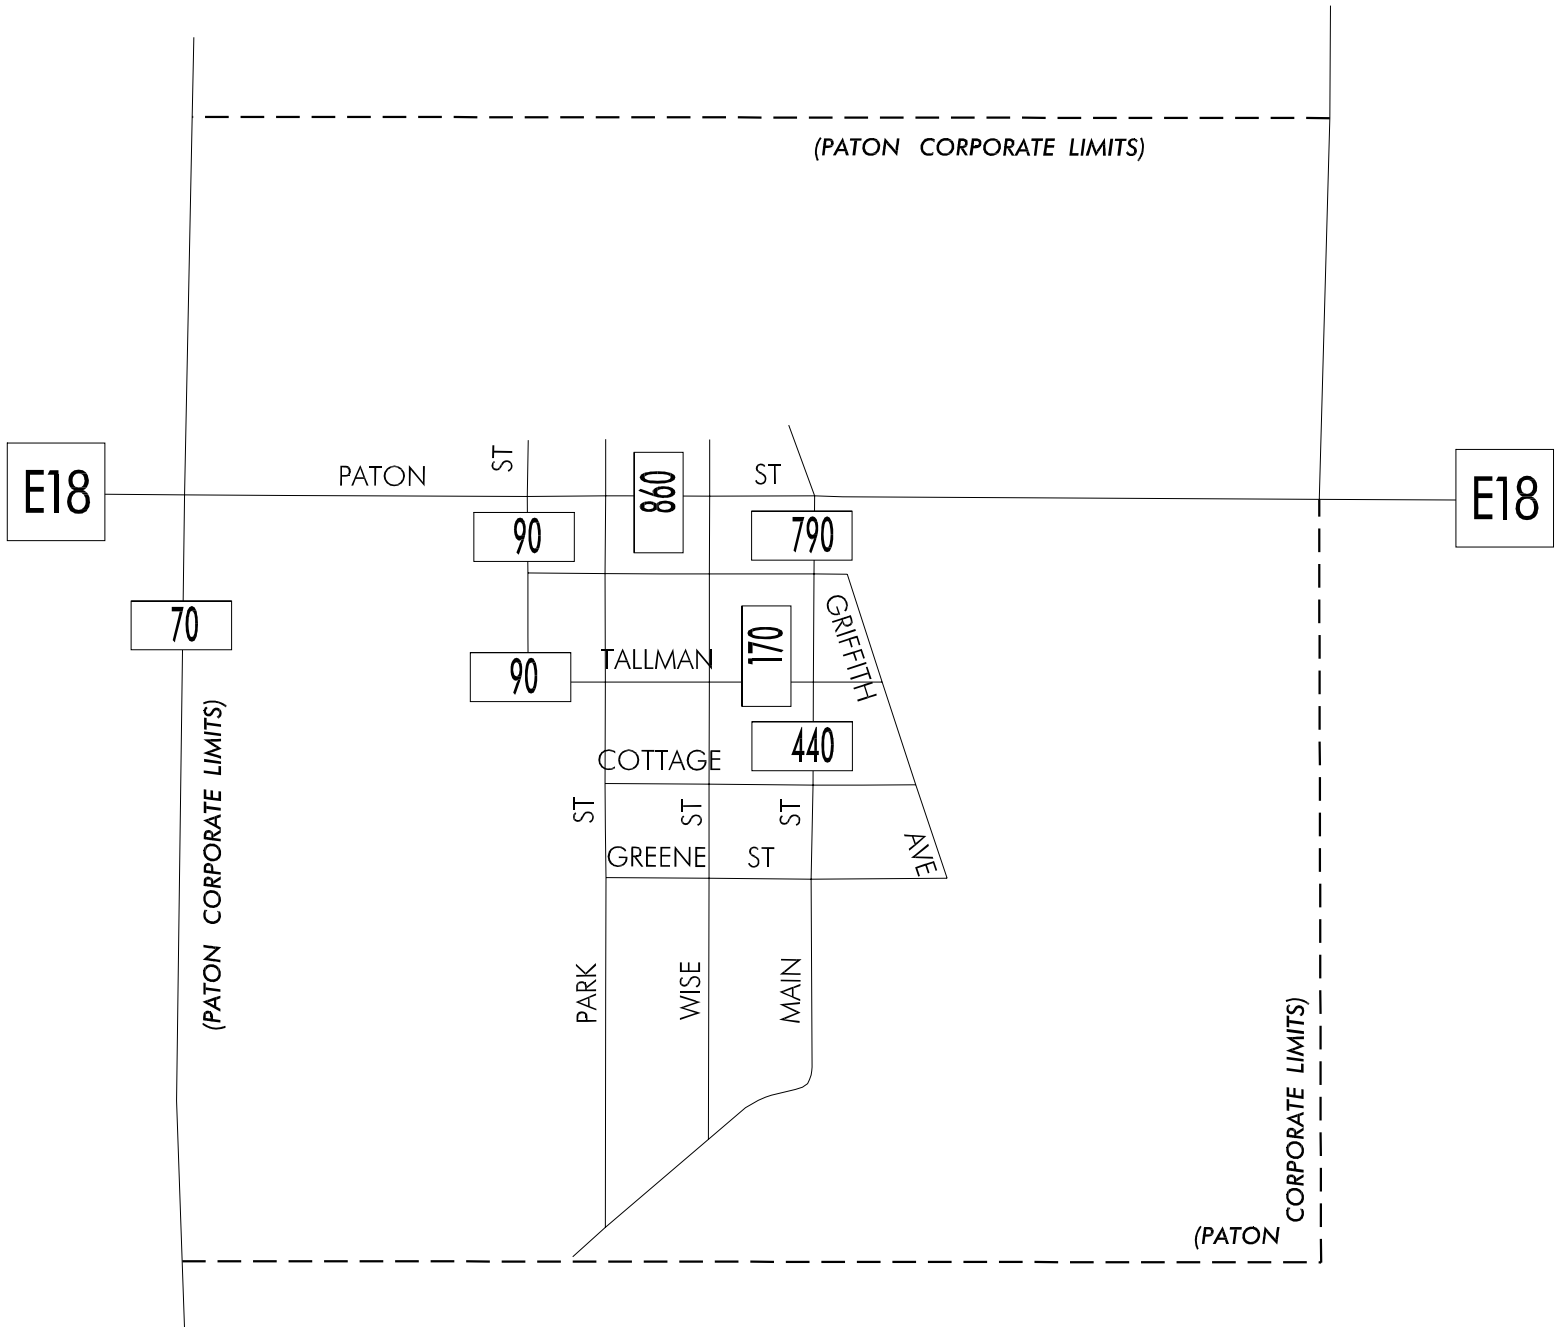 (PATON CORPORATE LIMITS)
E18
PATON ST
ST
860
E18
90
790
70
GRIFFITH AVE
170
TALLMAN
90
440
COTTAGE
(PATON CORPORATE LIMITS)
ST
ST
ST
GREENE ST
PARK
WISE
MAIN
(PATON CORPORATE LIMITS)